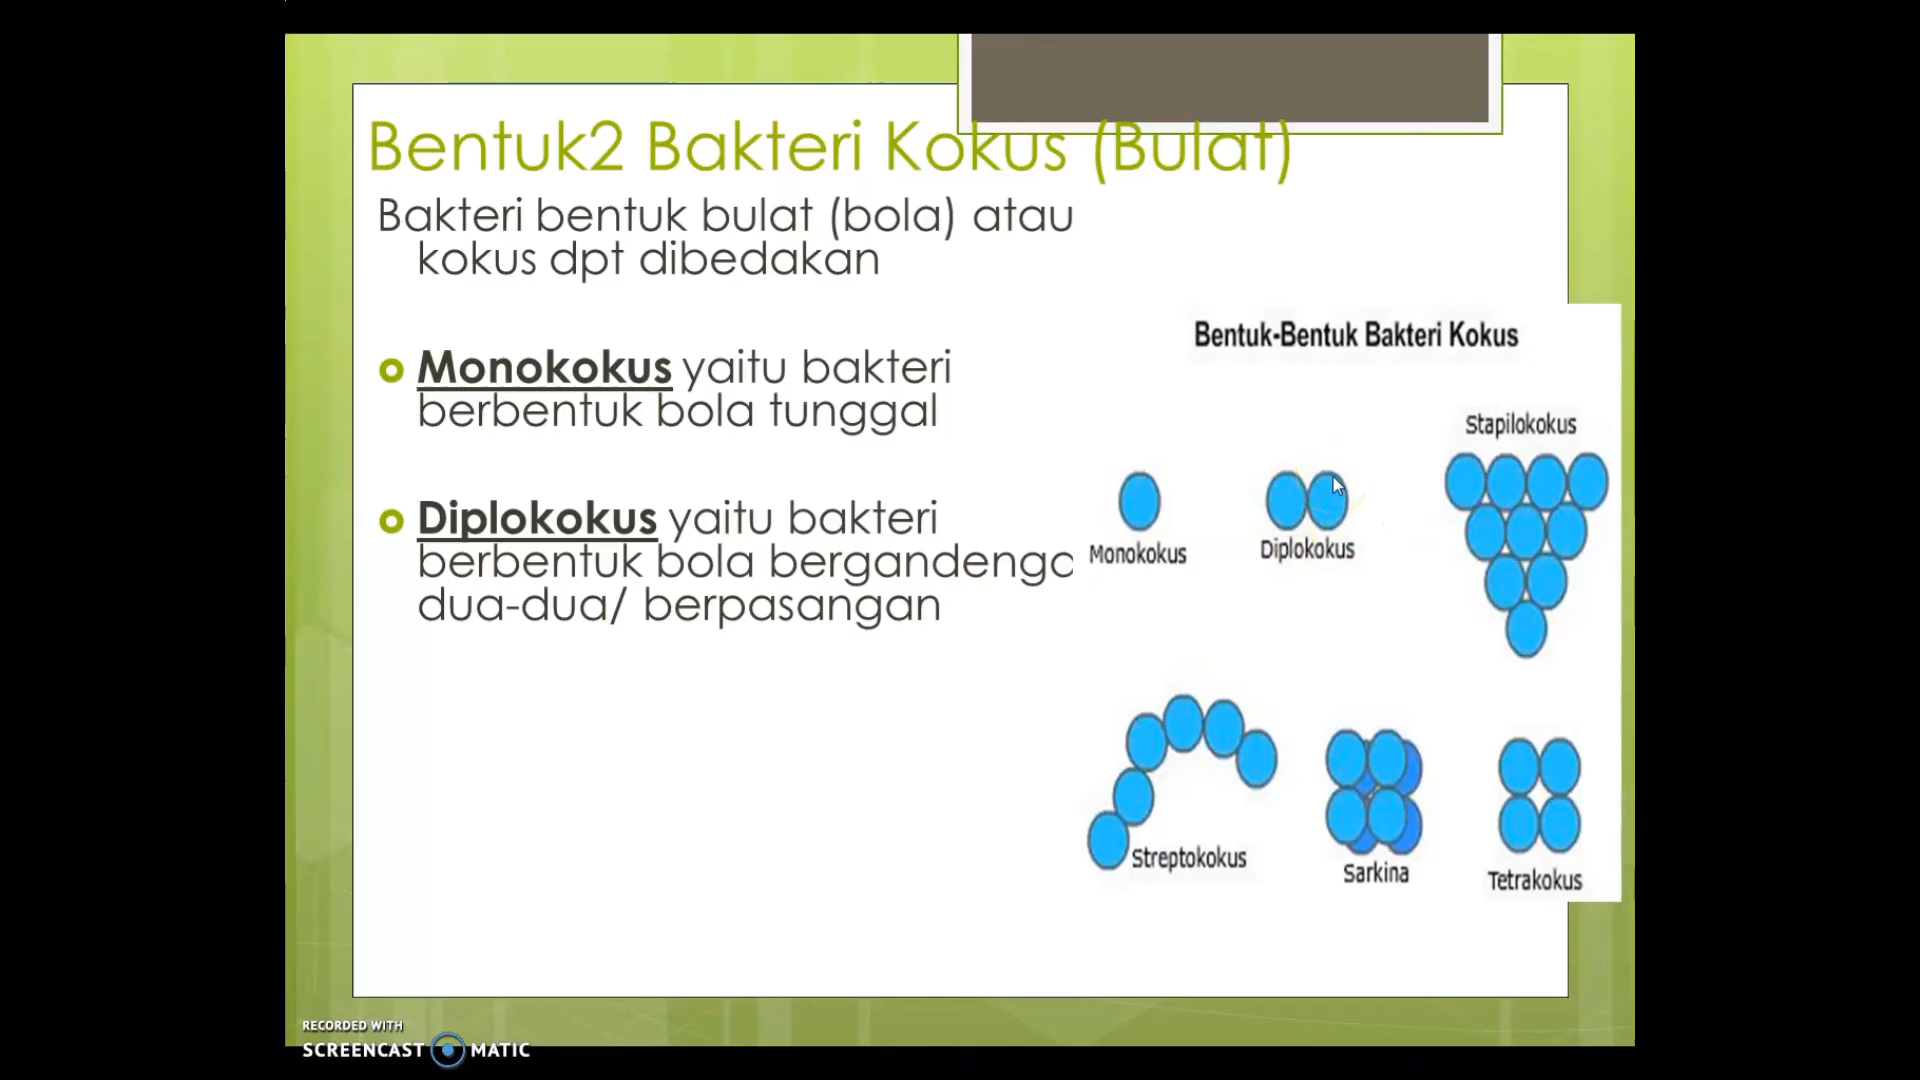 Bentuk2 Bakteri Kokus (Bulat)
Bakteri bentuk bulat (bola) atau
kokus dpt dibedakan
Monokokus yaitu bakteri
berbentuk bola tunggal
Diplokokus yaitu bakteri
berbentuk bola
dua-dua/ berpasangan
Bentuk-Bentuk Bakteri Kokus
Stapilokokus
Monokokus
Diplokokus
Streptokokus
Sarkina
Tetrakokus
RECORDED WITH
SCREENCAST MATIC